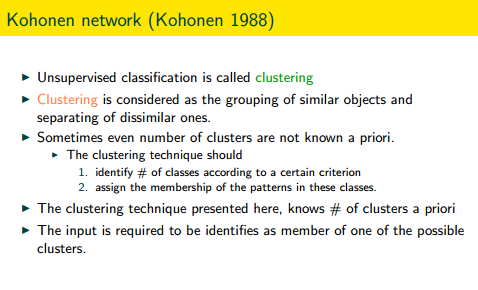 Kohonen network (Kohonen 1988)
▶ Unsupervised classification is called clustering
▶ Clustering is considered as the grouping of similar objects and
separating of dissimilar ones.
▶ Sometimes even number of clusters are not known a priori.
▶ The clustering technique should
1. identify # of classes according to a certain criterion
2. assign the membership of the patterns in these classes.
▶ The clustering technique presented here, knows # of clusters a priori
▶ The input is required to be identifies as member of one of the possible
clusters.